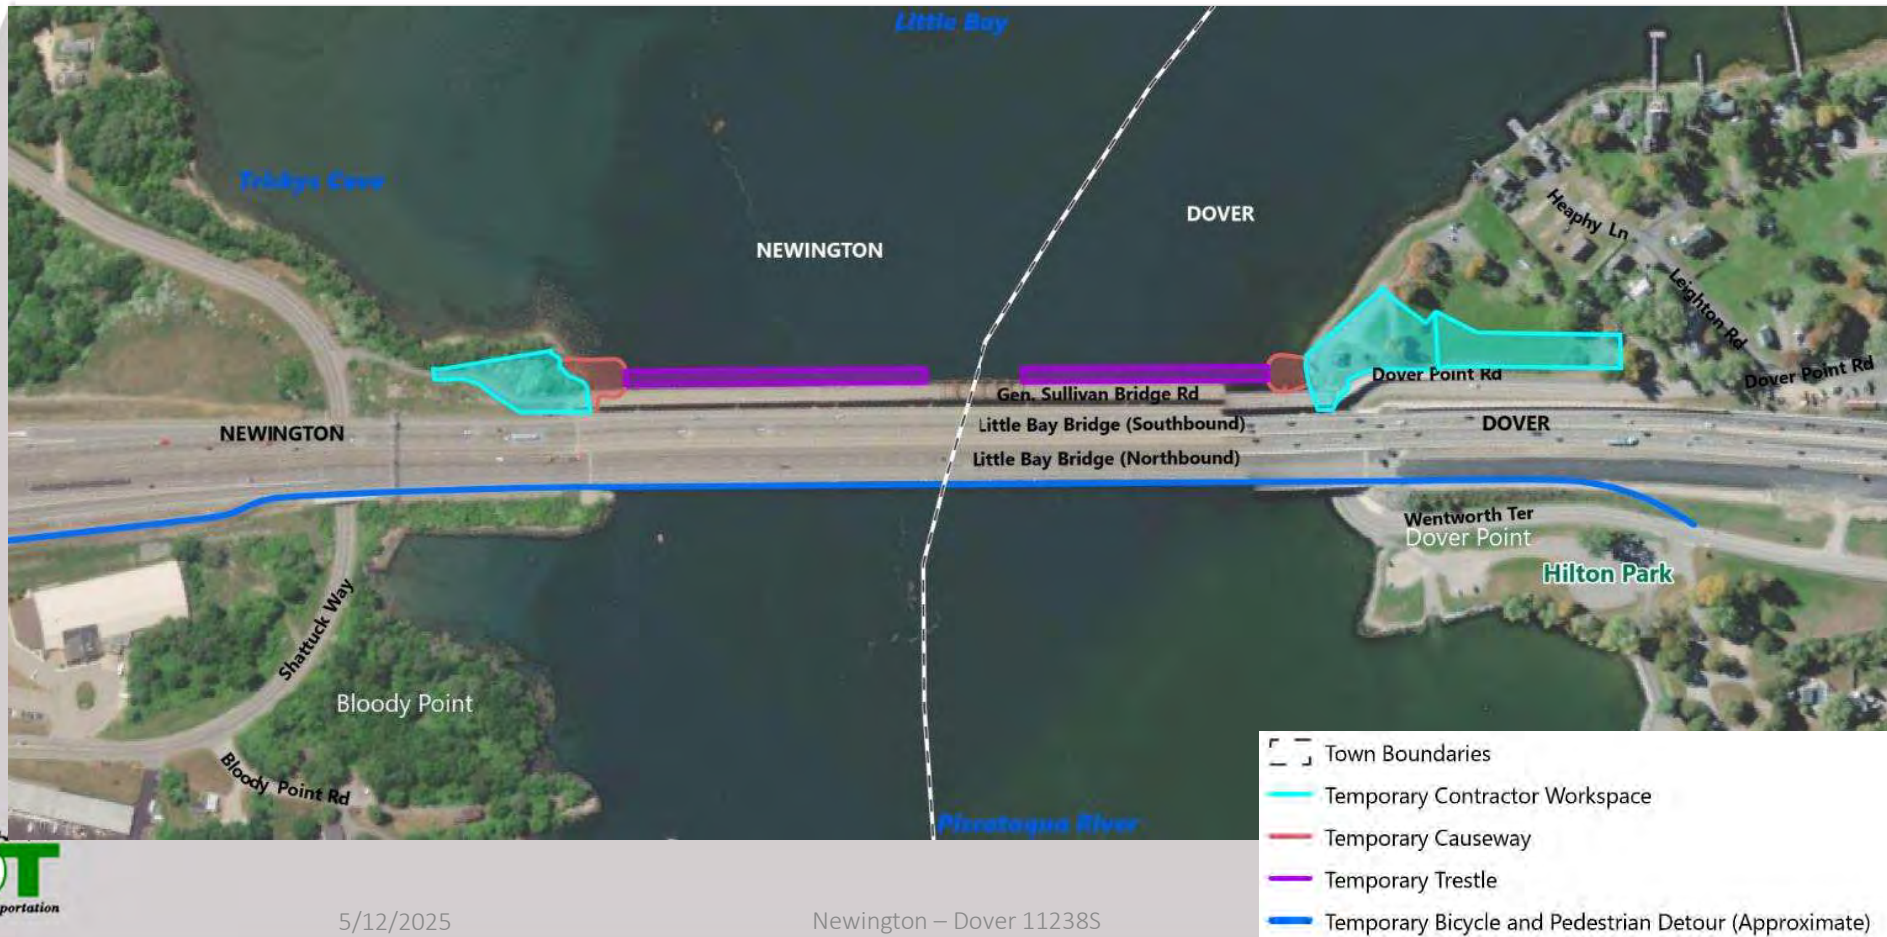 Little Bay
Trickys Cove
DOVER
NEWINGTON
Heaphy Ln
Leighton Rd
Dover Point Rd
Dover Point Rd
Gen. Sullivan Bridge Rd
Little Bay Bridge (Southbound)
DOVER
NEWINGTON
Little Bay Bridge (Northbound)
Wentworth Ter
Dover Point
Hilton Park
Shattuck Way
Bloody Point
Bloody Point Rd
Piscataqua River
Town Boundaries
Temporary Contractor Workspace
Temporary Causeway
Temporary Trestle
Temporary Bicycle and Pedestrian Detour (Approximate)
OT
portation
5/12/2025
Newington – Dover 11238S